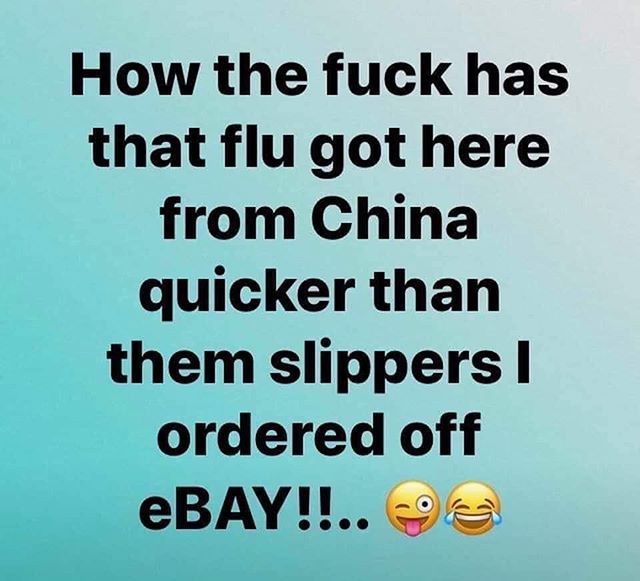 How the fuck has
that flu got here
from China
quicker than
them slippers I
ordered off
eBAY!!.. 😜😂